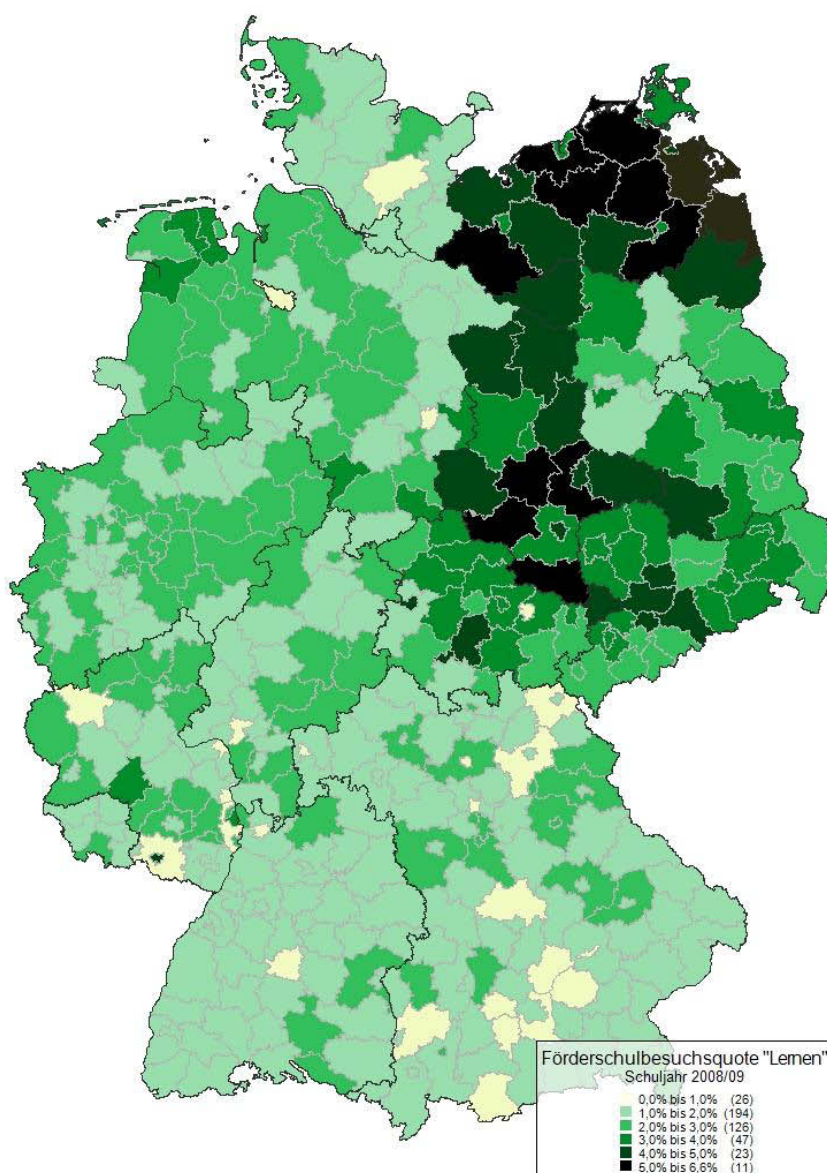 Förderschulbesuchsquote "Lernen"
Schuljahr 2008/09
0,0% bis 1,0% (26)
1,0% bis 2,0% (194)
2,0% bis 3,0% (126)
3,0% bis 4,0% (47)
4,0% bis 5,0% (23)
5,0% bis 6,6% (11)